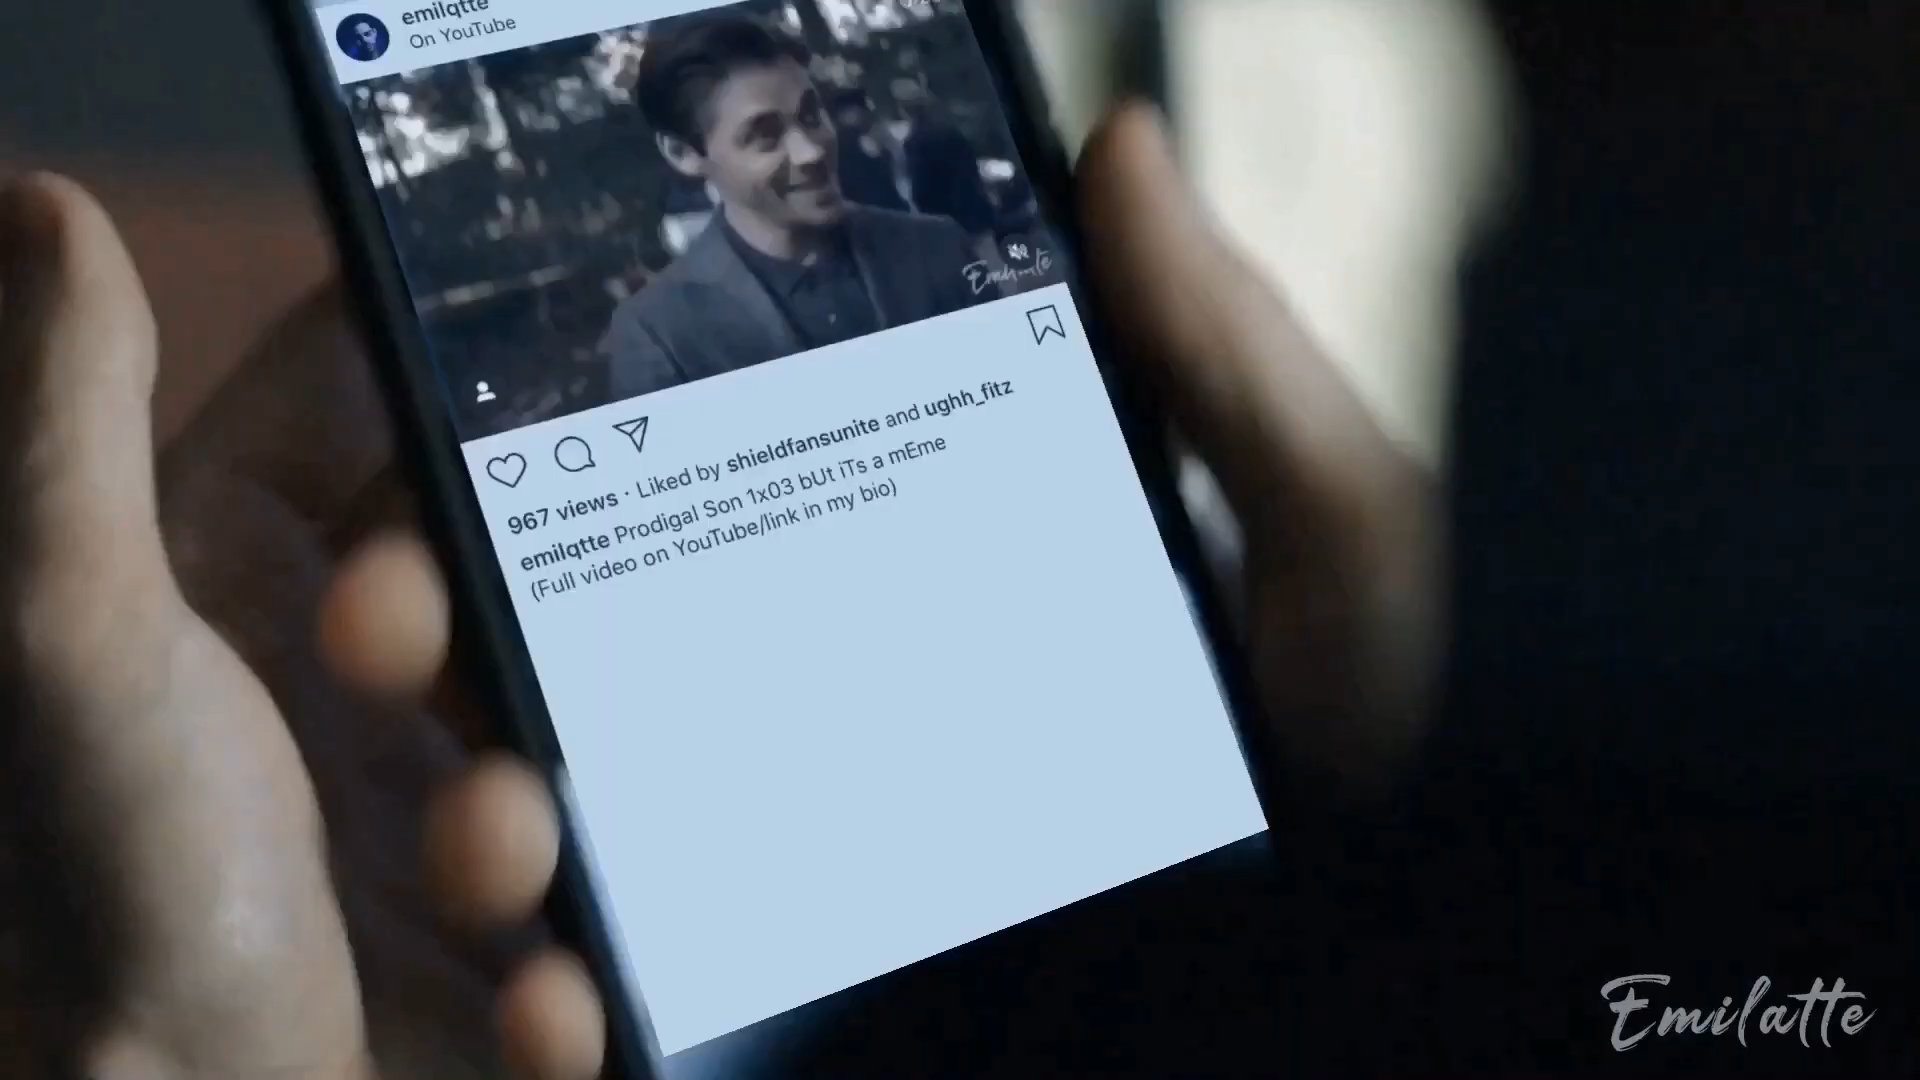 emilqtte
On YouTube
Emilatte
967 views · Liked by shieldfansunite and ughh_fitz
emilqtte Prodigal Son 1x03 bUt iTs a mEme
(Full video on YouTube/link in my bio)
Emilatte